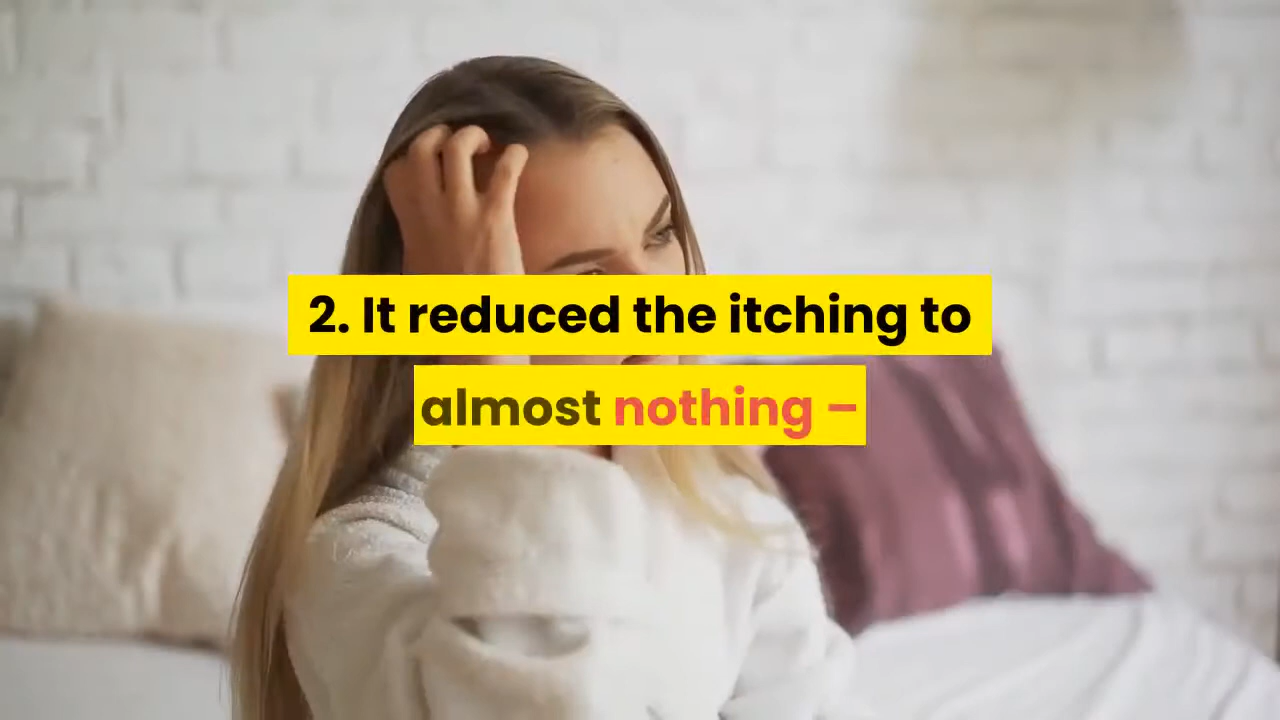 2. It reduced the itching to
almost nothing –